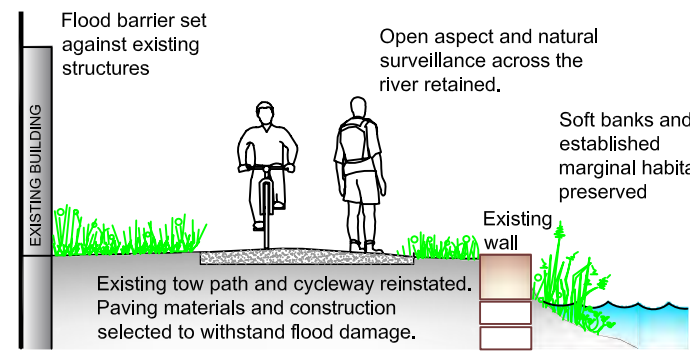 Flood barrier set
against existing
structures
Open aspect and natural
surveillance across the
river retained.
Soft banks and
established
marginal habita
preserved
EXISTING BUILDING
Existing
wall
Existing tow path and cycleway reinstated.
Paving materials and construction
selected to withstand flood damage.